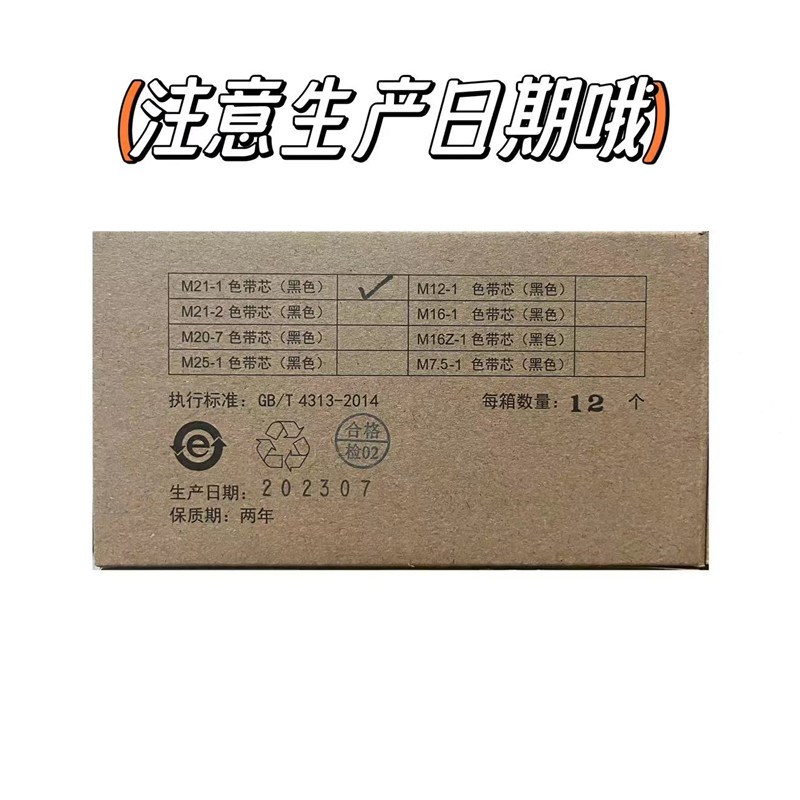 (注意生产日期哦)
M21-1 色带芯（黑色） ✓ M12-1 色带芯（黑色）
M21-2 色带芯（黑色） M16-1 色带芯（黑色）
M20-7 色带芯（黑色） M16Z-1 色带芯（黑色）
M25-1 色带芯（黑色） M7.5-1 色带芯（黑色）
执行标准：GB/T 4313-2014 每箱数量：12 个
e
合格
检02
生产日期：202307
保质期：两年